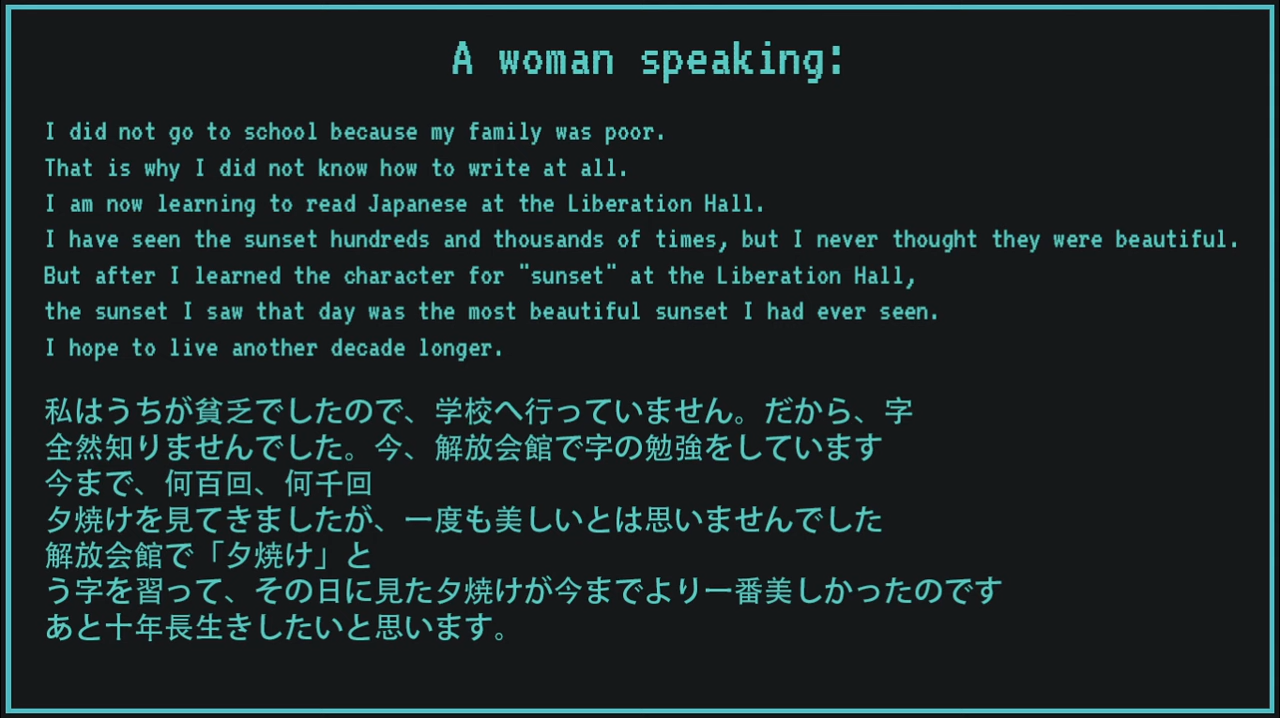 A woman speaking:
I did not go to school because my family was poor.
That is why I did not know how to write at all.
I am now learning to read Japanese at the Liberation Hall.
I have seen the sunset hundreds and thousands of times, but I never thought they were beautiful.
But after I learned the character for "sunset" at the Liberation Hall,
the sunset I saw that day was the most beautiful sunset I had ever seen.
I hope to live another decade longer.
私はうちが貧乏でしたので、学校へ行っていません。だから、字
全然知りませんでした。今、解放会館で字の勉強をしています
今まで、何百回、何千回
夕焼けを見てきましたが、一度も美しいとは思いませんでした
解放会館で「夕焼け」と
う字を習って、その日に見た夕焼けが今までより一番美しかったのです
あと十年長生きしたいと思います。